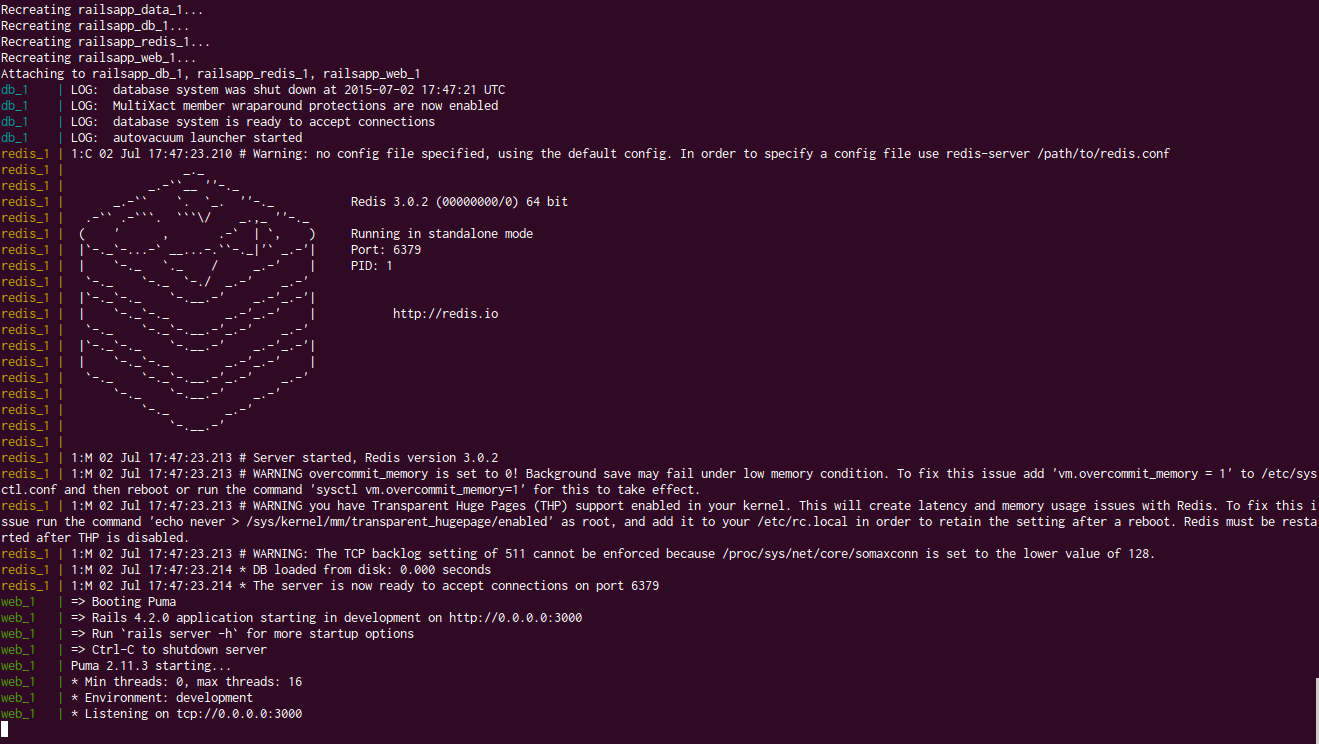 Recreating railsapp_data_1...
Recreating railsapp_db_1...
Recreating railsapp_redis_1...
Recreating railsapp_web_1...
Attaching to railsapp_db_1, railsapp_redis_1, railsapp_web_1
db_1    | LOG:  database system was shut down at 2015-07-02 17:47:21 UTC
db_1    | LOG:  MultiXact member wraparound protections are now enabled
db_1    | LOG:  database system is ready to accept connections
db_1    | LOG:  autovacuum launcher started
redis_1 | 1:C 02 Jul 17:47:23.210 # Warning: no config file specified, using the default config. In order to specify a config file use redis-server /path/to/redis.conf
redis_1 |                 _._
redis_1 |            _.-``__ ''-._
redis_1 |       _.-``    `.  `_.  ''-._           Redis 3.0.2 (00000000/0) 64 bit
redis_1 |   .-`` .-```.  ```\/    _.,_ ''-._
redis_1 |  (    '      ,       .-`  | `,    )     Running in standalone mode
redis_1 |  |`-._`-...-` __...-.``-._|'` _.-'|     Port: 6379
redis_1 |  |    `-._   `._    /     _.-'    |     PID: 1
redis_1 |   `-._    `-._  `-./  _.-'    _.-'
redis_1 |  |`-._`-._    `-.__.-'    _.-'_.-'|
redis_1 |  |    `-._`-._        _.-'_.-'    |           http://redis.io
redis_1 |   `-._    `-._`-.__.-'_.-'    _.-'
redis_1 |  |`-._`-._    `-.__.-'    _.-'_.-'|
redis_1 |  |    `-._`-._        _.-'_.-'    |
redis_1 |   `-._    `-._`-.__.-'_.-'    _.-'
redis_1 |       `-._    `-.__.-'    _.-'
redis_1 |           `-._        _.-'
redis_1 |               `-.__.-'
redis_1 |
redis_1 | 1:M 02 Jul 17:47:23.213 # Server started, Redis version 3.0.2
redis_1 | 1:M 02 Jul 17:47:23.213 # WARNING overcommit_memory is set to 0! Background save may fail under low memory condition. To fix this issue add 'vm.overcommit_memory = 1' to /etc/sys
ctl.conf and then reboot or run the command 'sysctl vm.overcommit_memory=1' for this to take effect.
redis_1 | 1:M 02 Jul 17:47:23.213 # WARNING you have Transparent Huge Pages (THP) support enabled in your kernel. This will create latency and memory usage issues with Redis. To fix this i
ssue run the command 'echo never > /sys/kernel/mm/transparent_hugepage/enabled' as root, and add it to your /etc/rc.local in order to retain the setting after a reboot. Redis must be resta
rted after THP is disabled.
redis_1 | 1:M 02 Jul 17:47:23.213 # WARNING: The TCP backlog setting of 511 cannot be enforced because /proc/sys/net/core/somaxconn is set to the lower value of 128.
redis_1 | 1:M 02 Jul 17:47:23.214 * DB loaded from disk: 0.000 seconds
redis_1 | 1:M 02 Jul 17:47:23.214 * The server is now ready to accept connections on port 6379
web_1   | => Booting Puma
web_1   | => Rails 4.2.0 application starting in development on http://0.0.0.0:3000
web_1   | => Run `rails server -h` for more startup options
web_1   | => Ctrl-C to shutdown server
web_1   | Puma 2.11.3 starting...
web_1   | * Min threads: 0, max threads: 16
web_1   | * Environment: development
web_1   | * Listening on tcp://0.0.0.0:3000